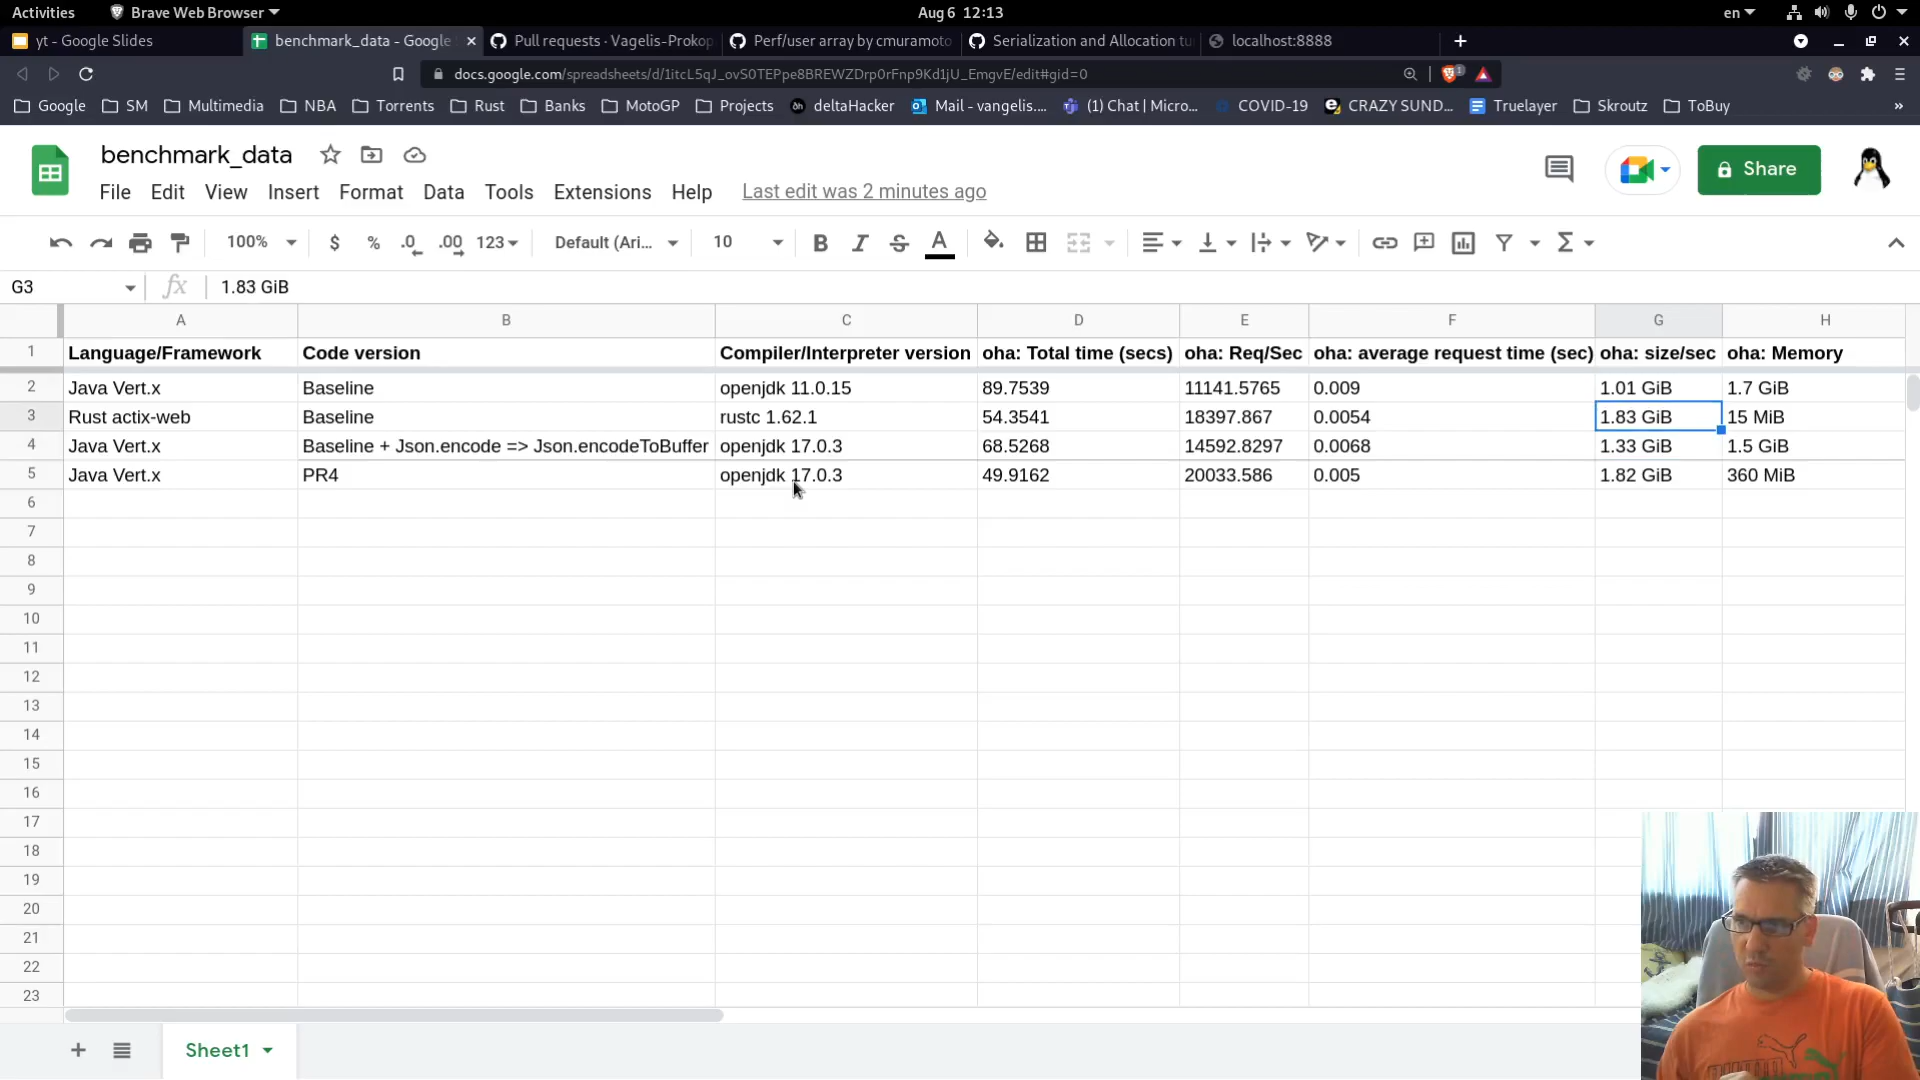 Activities Brave Web Browser Aug 6 12:13 en
yt - Google Slides benchmark_data - Google Pull requests · Vagelis-Prokop Perf/user array by cmuramoto Serialization and Allocation tu localhost:8888
docs.google.com/spreadsheets/d/1itcL5qJ_ovS0TEPpe8BREWZDrp0rFnp9Kd1jU_EmgvE/edit#gid=0 1
Google SM Multimedia NBA Torrents Rust Banks MotoGP Projects deltaHacker Mail - vangelis.... (1) Chat | Micro... COVID-19 CRAZY SUND... Truelayer Skroutz ToBuy »
benchmark_data
Share
File Edit View Insert Format Data Tools Extensions Help Last edit was 2 minutes ago
100% $ % .0 .00 123 Default (Ari... 10 B I S A Σ
G3 fx 1.83 GiB
A B C D E F G H
1 Language/Framework Code version Compiler/Interpreter version oha: Total time (secs) oha: Req/Sec oha: average request time (sec) oha: size/sec oha: Memory
2 Java Vert.x Baseline openjdk 11.0.15 89.7539 11141.5765 0.009 1.01 GiB 1.7 GiB
3 Rust actix-web Baseline rustc 1.62.1 54.3541 18397.867 0.0054 1.83 GiB 15 MiB
4 Java Vert.x Baseline + Json.encode => Json.encodeToBuffer openjdk 17.0.3 68.5268 14592.8297 0.0068 1.33 GiB 1.5 GiB
5 Java Vert.x PR4 openjdk 17.0.3 49.9162 20033.586 0.005 1.82 GiB 360 MiB
6
7
8
9
10
11
12
13
14
15
16
17
18
19
20
21
22
23
Sheet1